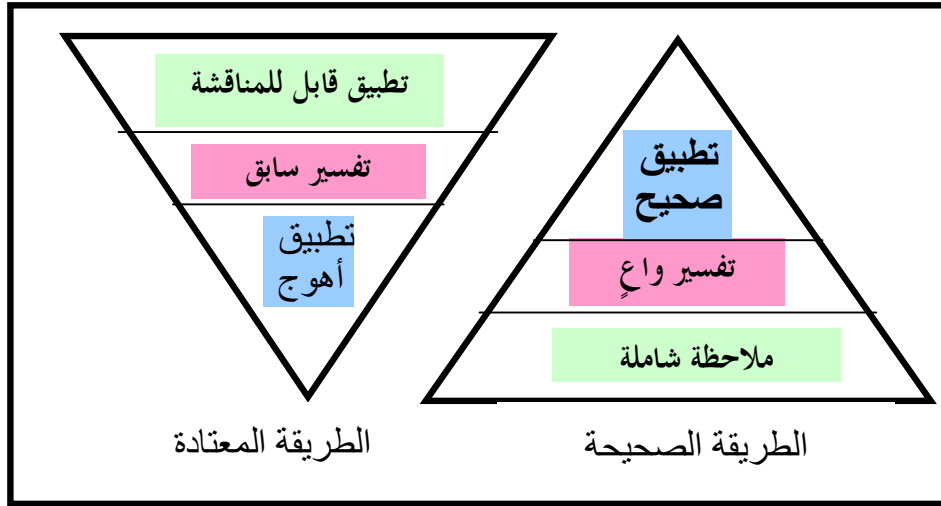 تطبيق
صحيح
تفسير واعٍ
ملاحظة شاملة
الطريقة الصحيحة
تطبيق قابل للمناقشة
تفسير سابق
تطبيق
أهوج
الطريقة المعتادة